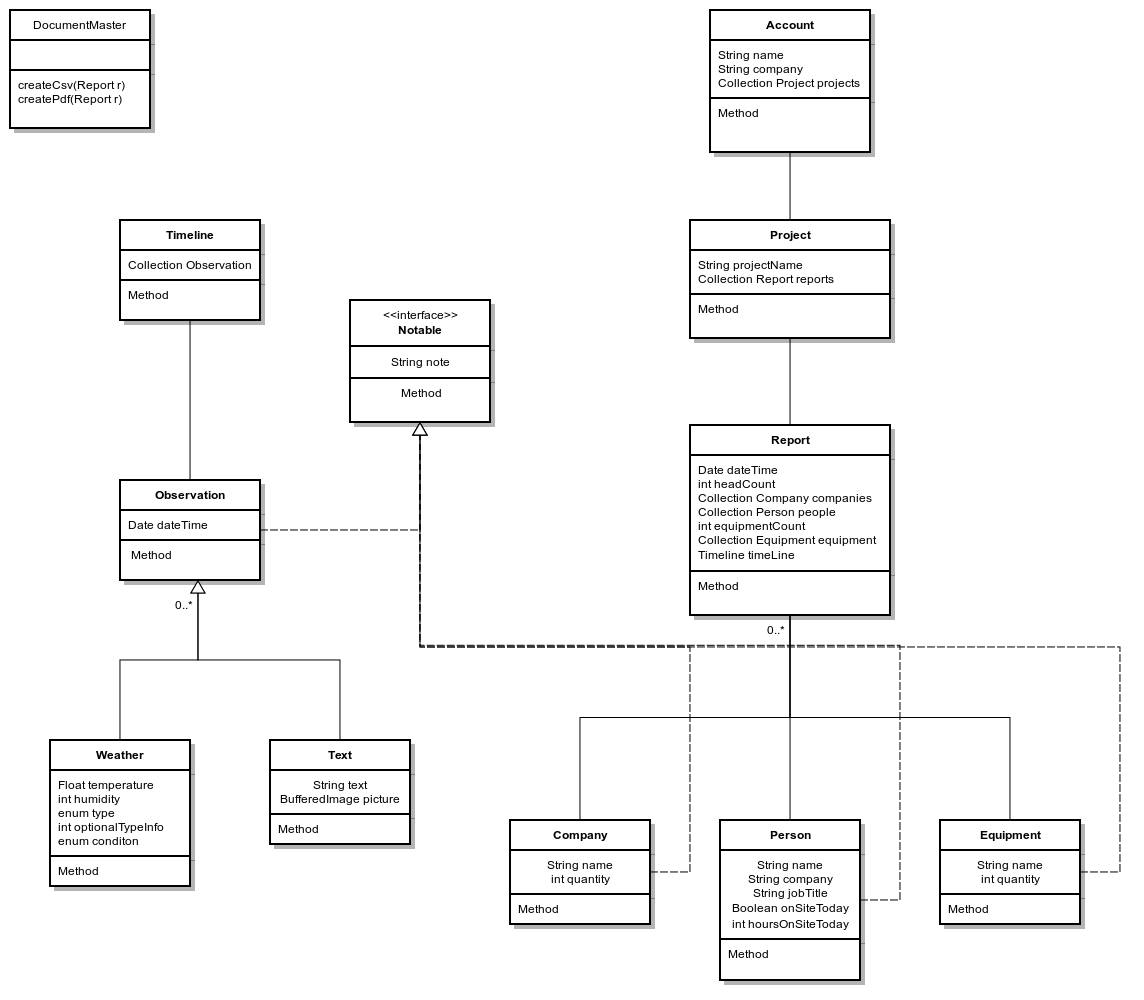 DocumentMaster
createCsv(Report r)
createPdf(Report r)
Account
String name
String company
Collection Project projects
Method
Timeline
Collection Observation
Method
Project
String projectName
Collection Report reports
Method
<<interface>>
Notable
String note
Method
Observation
Date dateTime
Method
0..*
Report
Date dateTime
int headCount
Collection Company companies
Collection Person people
int equipmentCount
Collection Equipment equipment
Timeline timeLine
Method
0..*
Weather
Float temperature
int humidity
enum type
int optionalTypeInfo
enum conditon
Method
Text
String text
BufferedImage picture
Method
Company
String name
int quantity
Method
Person
String name
String company
String jobTitle
Boolean onSiteToday
int hoursOnSiteToday
Method
Equipment
String name
int quantity
Method